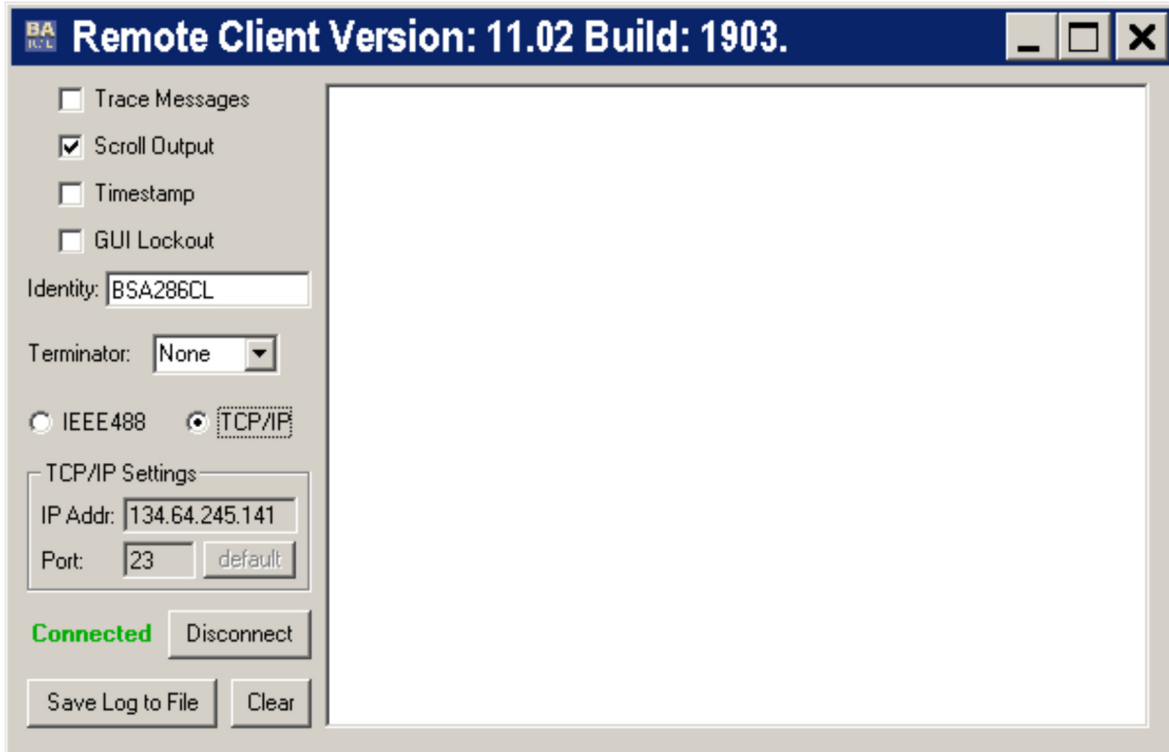 BA
Remote Client Version: 11.02 Build: 1903.
Trace Messages
Scroll Output
Timestamp
GUI Lockout
Identity: BSA286CL
Terminator: None
IEEE488 TCP/IP
TCP/IP Settings
IP Addr: 134.64.245.141
Port: 23 default
Connected Disconnect
Save Log to File Clear